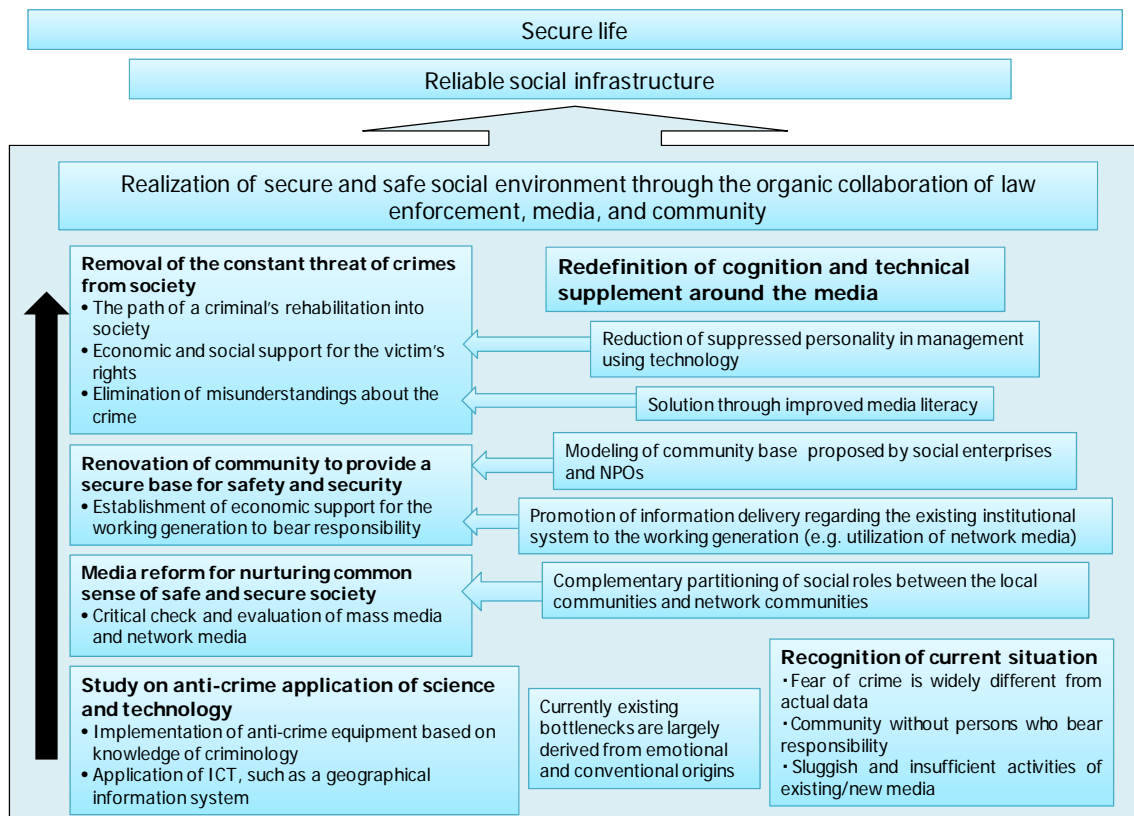 Secure life
Reliable social infrastructure
Realization of secure and safe social environment through the organic collaboration of law
enforcement, media, and community
Removal of the constant threat of crimes
from society
• The path of a criminal's rehabilitation into
society
• Economic and social support for the victim's
rights
• Elimination of misunderstandings about the
crime
Redefinition of cognition and technical
supplement around the media
Reduction of suppressed personality in management
using technology
Solution through improved media literacy
Renovation of community to provide a
secure base for safety and security
• Establishment of economic support for the
working generation to bear responsibility
Modeling of community base proposed by social enterprises
and NPOs
Promotion of information delivery regarding the existing institutional
system to the working generation (e.g. utilization of network media)
Media reform for nurturing common
sense of safe and secure society
• Critical check and evaluation of mass media
and network media
Complementary partitioning of social roles between the local
communities and network communities
Study on anti-crime application of science
and technology
• Implementation of anti-crime equipment based on
knowledge of criminology
• Application of ICT, such as a geographical
information system
Currently existing
bottlenecks are largely
derived from emotional
and conventional origins
Recognition of current situation
・Fear of crime is widely different from
actual data
・Community without persons who bear
responsibility
・Sluggish and insufficient activities of
existing/new media